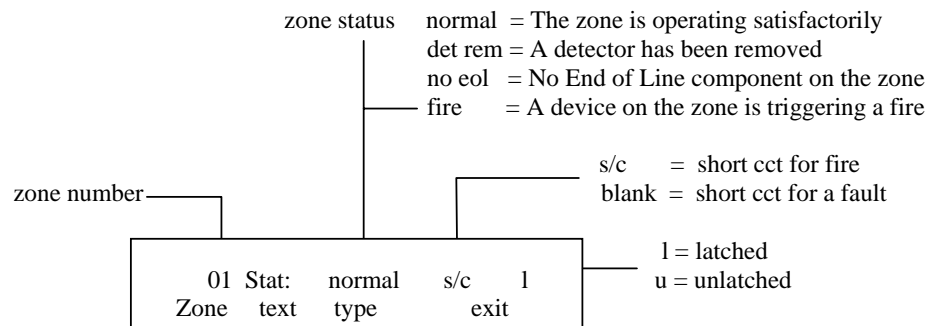 zone status normal = The zone is operating satisfactorily
det rem = A detector has been removed
no eol = No End of Line component on the zone
fire = A device on the zone is triggering a fire
s/c = short cct for fire
zone number
blank = short cct for a fault
l = latched
u = unlatched
01 Stat: normal s/c l
Zone text type exit